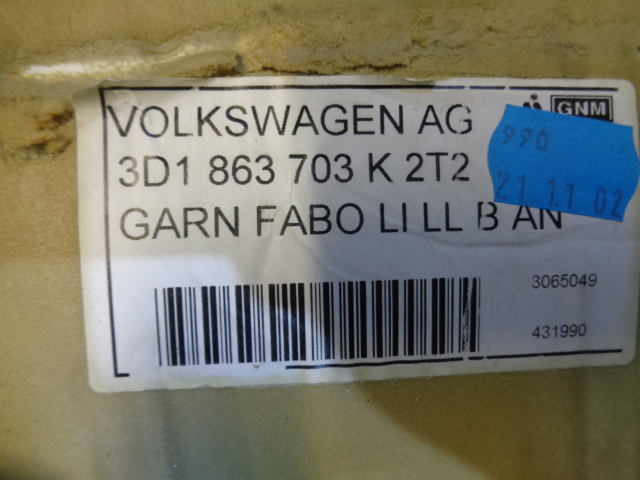 VOLKSWAGEN AG
GNM
990
3D1 863 703 K 2T2
21 11 02
GARN FABO LI LL B AN
3065049
431990